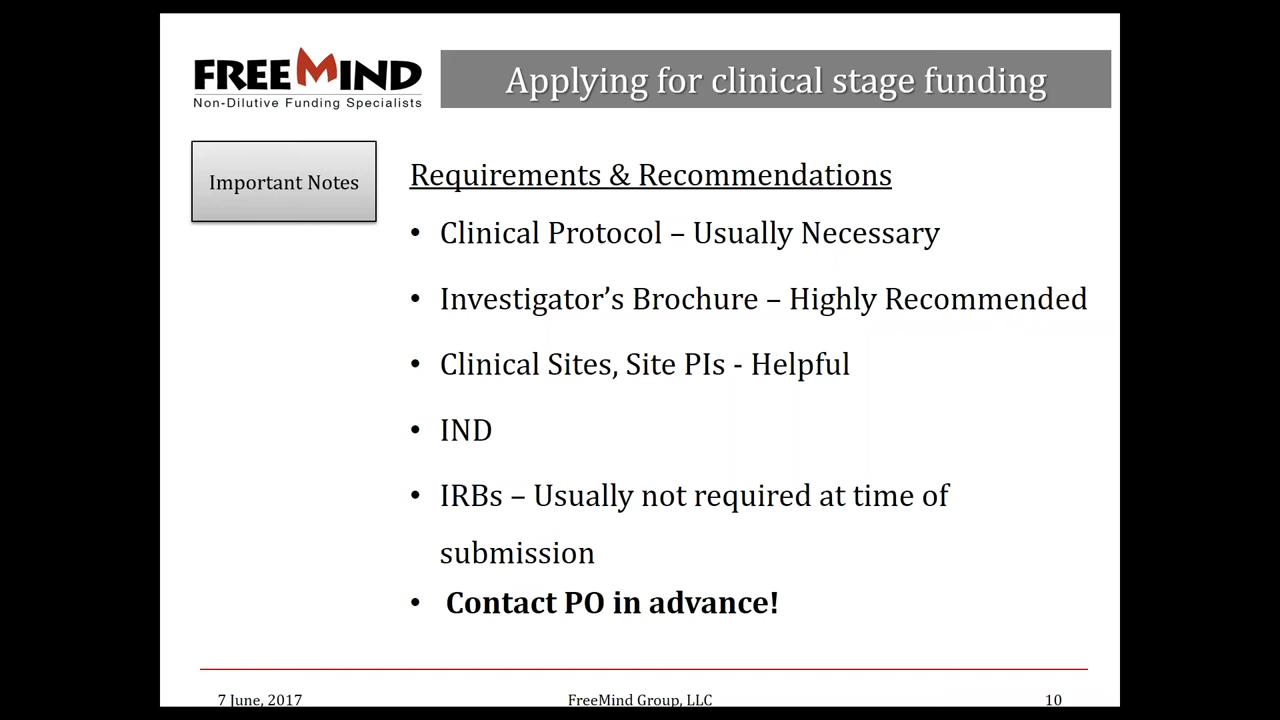 FREEMIND
Non-Dilutive Funding Specialists
Applying for clinical stage funding
Important Notes
Requirements & Recommendations
• Clinical Protocol – Usually Necessary
• Investigator’s Brochure – Highly Recommended
• Clinical Sites, Site PIs - Helpful
• IND
• IRBs – Usually not required at time of
submission
• Contact PO in advance!
7 June, 2017 FreeMind Group, LLC 10